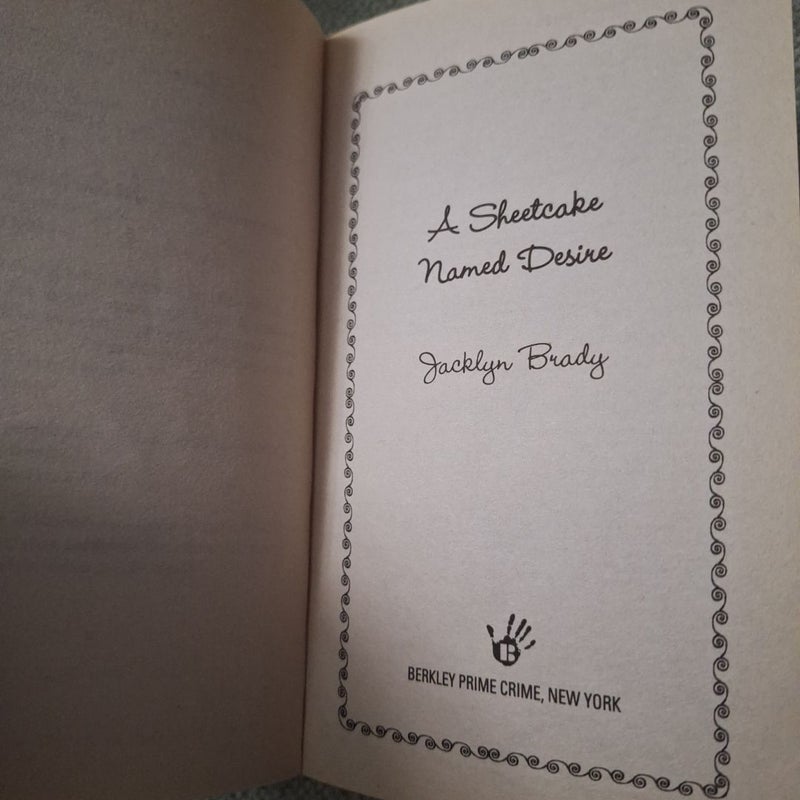 A Sheetcake
Named Desire
Jacklyn Brady
B
BERKLEY PRIME CRIME, NEW YORK